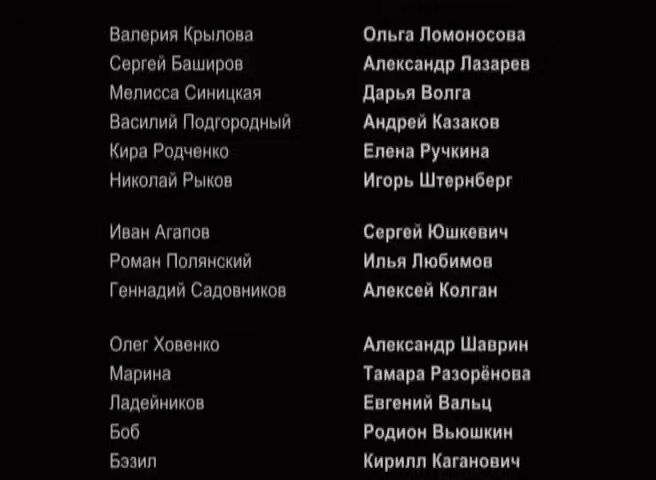 Валерия Крылова Ольга Ломоносова
Сергей Баширов Александр Лазарев
Мелисса Синицкая Дарья Волга
Василий Подгородный Андрей Казаков
Кира Родченко Елена Ручкина
Николай Рыков Игорь Штернберг
Иван Агапов Сергей Юшкевич
Роман Полянский Илья Любимов
Геннадий Садовников Алексей Колган
Олег Ховенко Александр Шаврин
Марина Тамара Разорёнова
Ладейников Евгений Вальц
Боб Родион Вьюшкин
Бэзил Кирилл Каганович